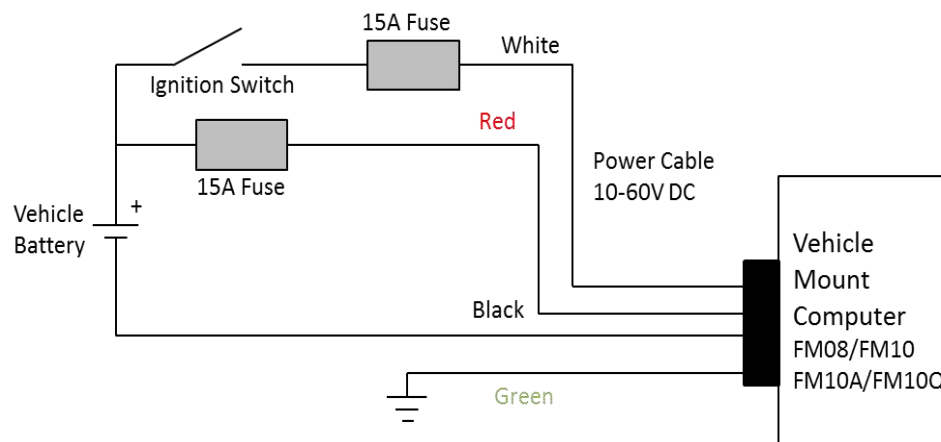 15A Fuse
White
Ignition Switch
Red
15A Fuse
Power Cable
10-60V DC
Vehicle
Battery
+
Black
Green
Vehicle
Mount
Computer
FM08/FM10
FM10A/FM10Q